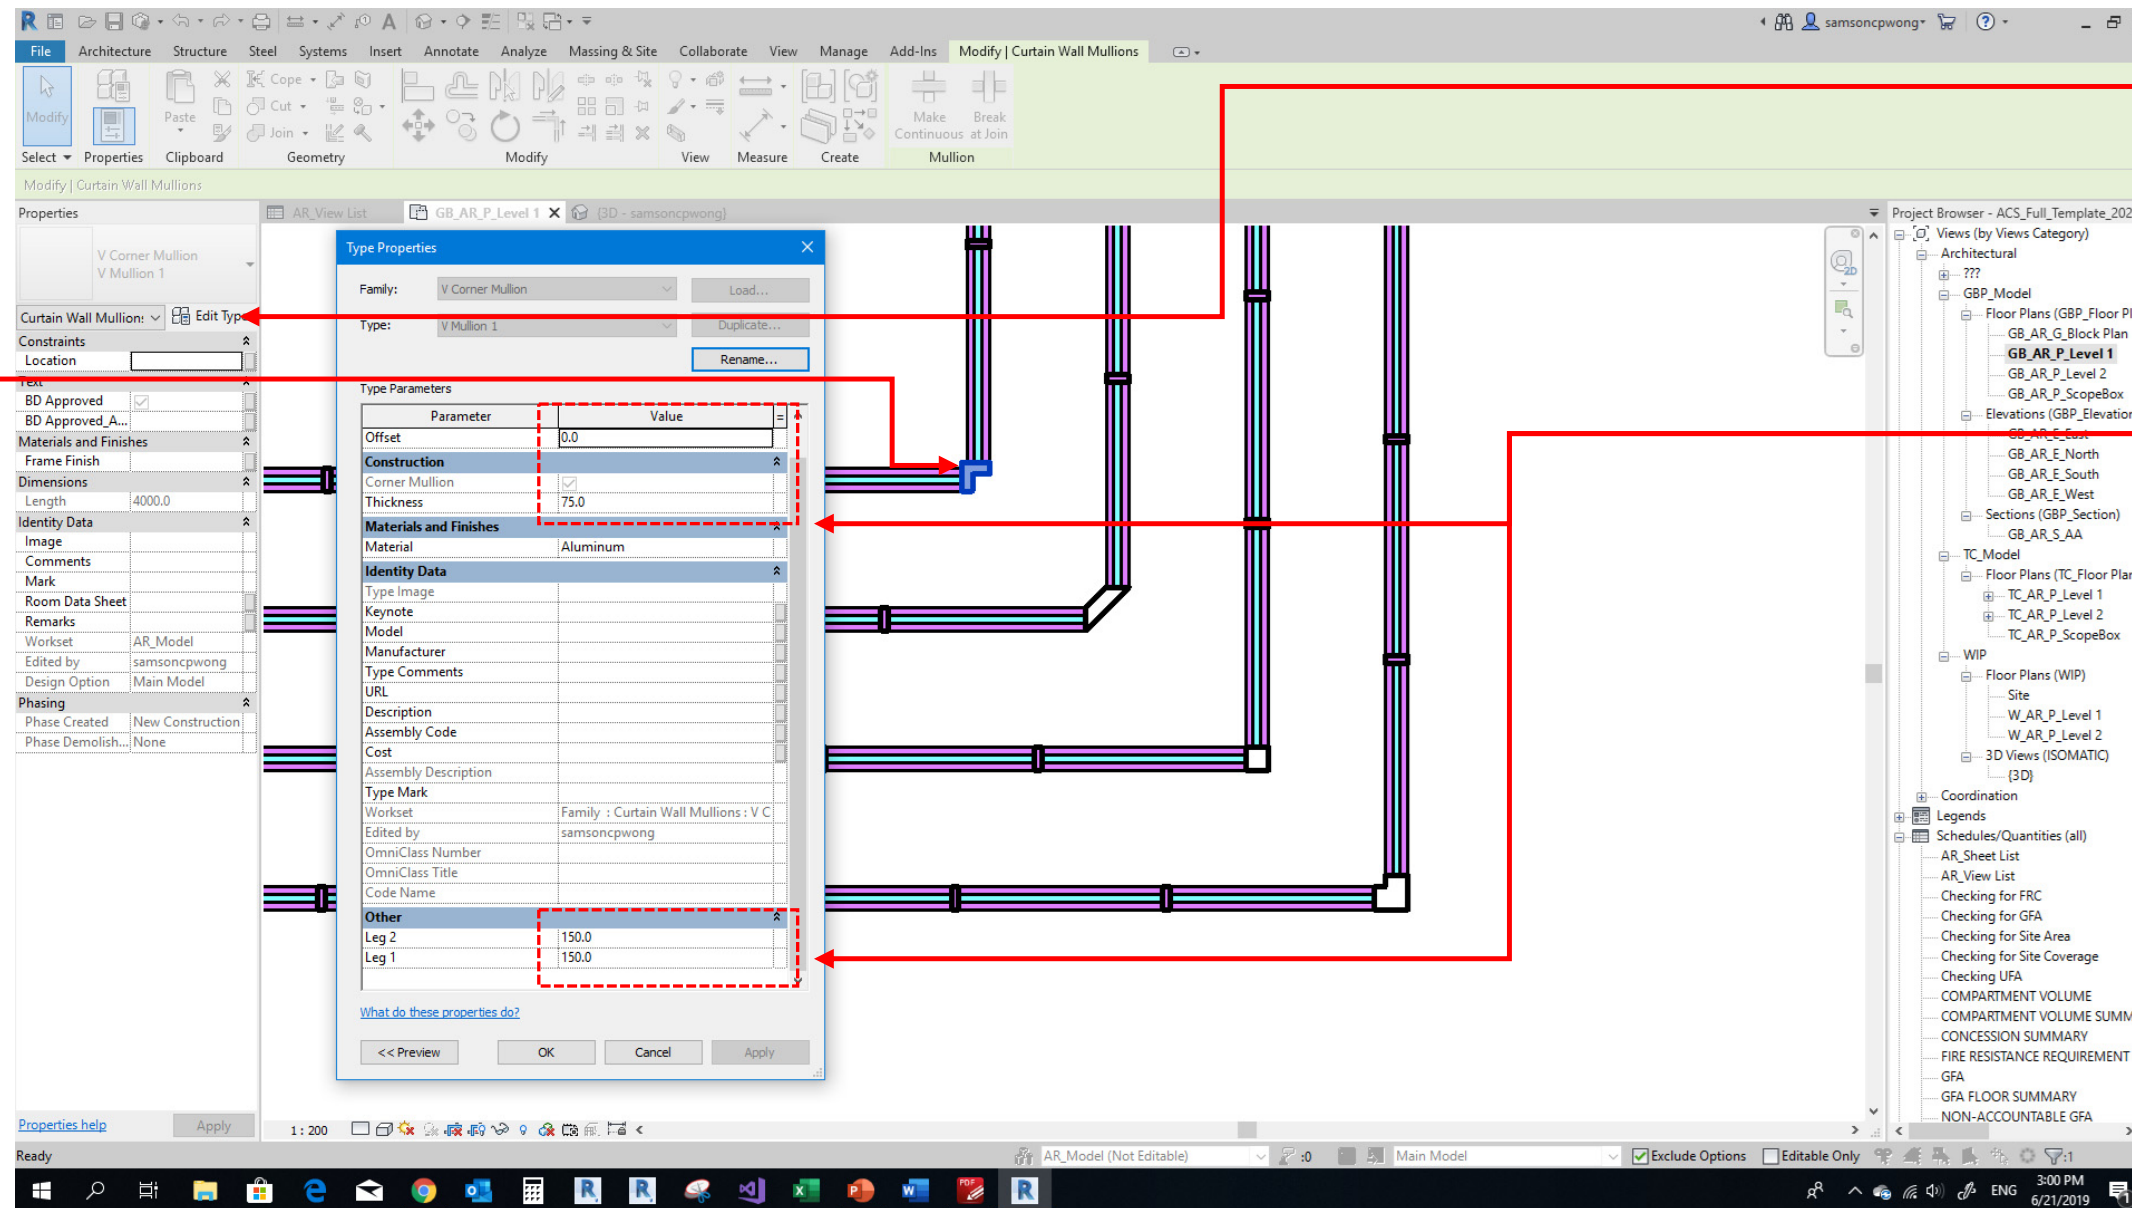 samsoncpwong
File Architecture Structure Steel Systems Insert Annotate Analyze Massing & Site Collaborate View Manage Add-Ins Modify | Curtain Wall Mullions
Modify
Paste
Cope
Cut
Join
Make Continuous
Break at Join
Select Properties Clipboard Geometry Modify View Measure Create Mullion
Modify | Curtain Wall Mullions
Properties
AR_View List
GB_AR_P_Level 1
{3D - samsoncpwong}
Project Browser - ACS_Full_Template_202
V Corner Mullion
V Mullion 1
Curtain Wall Mullion: Edit Typ
Constraints
Location
Text
BD Approved
BD Approved_A...
Materials and Finishes
Frame Finish
Dimensions
Length 4000.0
Identity Data
Image
Comments
Mark
Room Data Sheet
Remarks
Workset AR_Model
Edited by samsoncpwong
Design Option Main Model
Phasing
Phase Created New Construction
Phase Demolish... None
Properties help Apply
Type Properties
Family: V Corner Mullion Load...
Type: V Mullion 1 Duplicate...
Rename...
Type Parameters
Parameter Value =
Offset 0.0
Construction
Corner Mullion
Thickness 75.0
Materials and Finishes
Material Aluminum
Identity Data
Type Image
Keynote
Model
Manufacturer
Type Comments
URL
Description
Assembly Code
Cost
Assembly Description
Type Mark
Workset Family : Curtain Wall Mullions : V C
Edited by samsoncpwong
OmniClass Number
OmniClass Title
Code Name
Other
Leg 2 150.0
Leg 1 150.0
What do these properties do?
<< Preview OK Cancel Apply
2D
Views (by Views Category)
Architectural
???
GBP_Model
Floor Plans (GBP_Floor Pl
GB_AR_G_Block Plan
GB_AR_P_Level 1
GB_AR_P_Level 2
GB_AR_P_ScopeBox
Elevations (GBP_Elevation
GB_AR_E_East
GB_AR_E_North
GB_AR_E_South
GB_AR_E_West
Sections (GBP_Section)
GB_AR_S_AA
TC_Model
Floor Plans (TC_Floor Plan
TC_AR_P_Level 1
TC_AR_P_Level 2
TC_AR_P_ScopeBox
WIP
Floor Plans (WIP)
Site
W_AR_P_Level 1
W_AR_P_Level 2
3D Views (ISOMATIC)
{3D}
Coordination
Legends
Schedules/Quantities (all)
AR_Sheet List
AR_View List
Checking for FRC
Checking for GFA
Checking for Site Area
Checking for Site Coverage
Checking UFA
COMPARTMENT VOLUME
COMPARTMENT VOLUME SUMM
CONCESSION SUMMARY
FIRE RESISTANCE REQUIREMENT
GFA
GFA FLOOR SUMMARY
NON-ACCOUNTABLE GFA
1 : 200
Ready AR_Model (Not Editable) :0 Main Model Exclude Options Editable Only :1
ENG 3:00 PM
6/21/2019